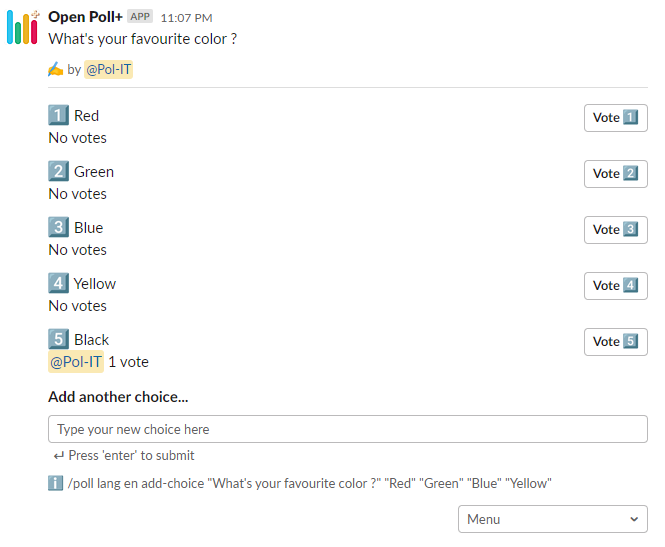 Open Poll+ APP 11:07 PM
What's your favourite color ?
✍️ by @Pol-IT
1 Red
Vote 1
No votes
2 Green
Vote 2
No votes
3 Blue
Vote 3
No votes
4 Yellow
Vote 4
No votes
5 Black
Vote 5
@Pol-IT 1 vote
Add another choice...
Type your new choice here
↵ Press 'enter' to submit
ℹ️ /poll lang en add-choice "What's your favourite color ?" "Red" "Green" "Blue" "Yellow"
Menu